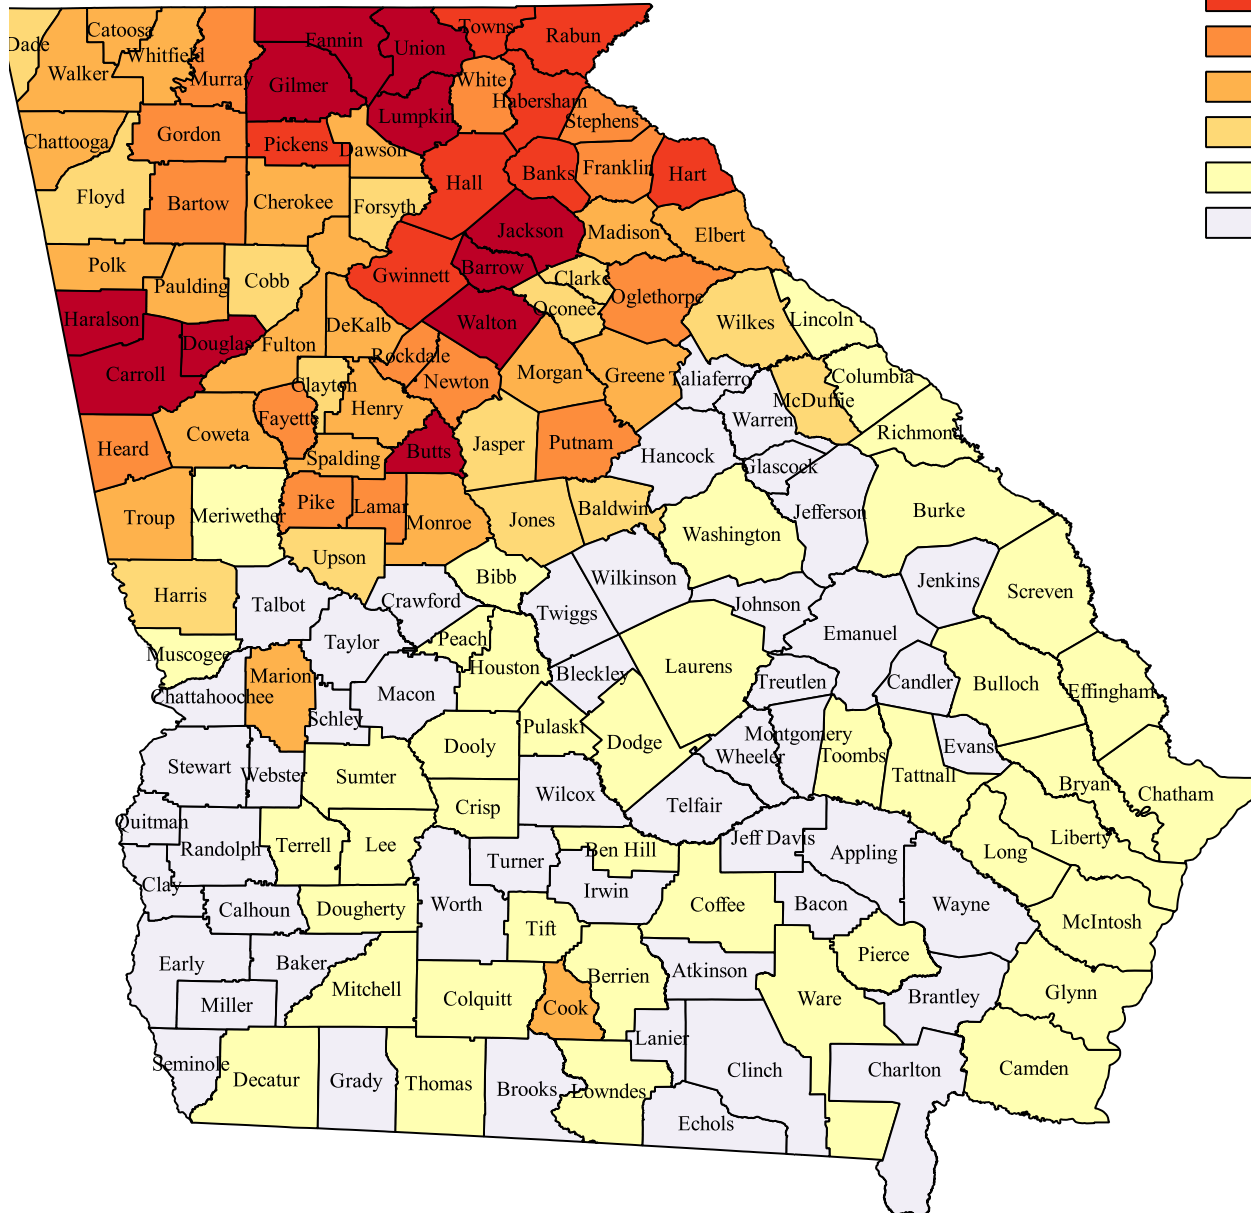 Dade
Catoosa
Whitfield
Walker
Murray
Fannin
Gilmer
Union
Towns
Rabun
White
Habersham
Stephens
Lumpkin
Chattooga
Gordon
Pickens
Dawson
Hall
Banks
Franklin
Hart
Floyd
Bartow
Cherokee
Forsyth
Jackson
Madison
Elbert
Polk
Paulding
Cobb
Gwinnett
Barrow
Clarke
Oconee
Oglethorpe
Wilkes
Lincoln
Haralson
Douglas
Carroll
Fulton
DeKalb
Rockdale
Walton
Newton
Morgan
Greene
Taliaferro
Columbia
McDuffie
Warren
Richmond
Clayton
Henry
Fayette
Coweta
Heard
Spalding
Butts
Jasper
Putnam
Hancock
Glascock
Jefferson
Burke
Troup
Meriwether
Pike
Lamar
Monroe
Jones
Baldwin
Washington
Upson
Bibb
Wilkinson
Jenkins
Screven
Harris
Talbot
Crawford
Twiggs
Johnson
Emanuel
Muscogee
Taylor
Peach
Houston
Bleckley
Laurens
Treutlen
Candler
Bulloch
Effingham
Chattahoochee
Marion
Schley
Macon
Pulaski
Dooly
Dodge
Wheeler
Montgomery
Toombs
Tattnall
Evans
Bryan
Chatham
Stewart
Webster
Sumter
Crisp
Wilcox
Telfair
Quitman
Randolph
Terrell
Lee
Turner
Ben Hill
Jeff Davis
Appling
Long
Liberty
Clay
Calhoun
Dougherty
Worth
Irwin
Coffee
Bacon
Wayne
McIntosh
Tift
Early
Baker
Mitchell
Berrien
Atkinson
Pierce
Miller
Colquitt
Cook
Ware
Brantley
Glynn
Seminole
Decatur
Grady
Thomas
Brooks
Lowndes
Lanier
Clinch
Echols
Charlton
Camden